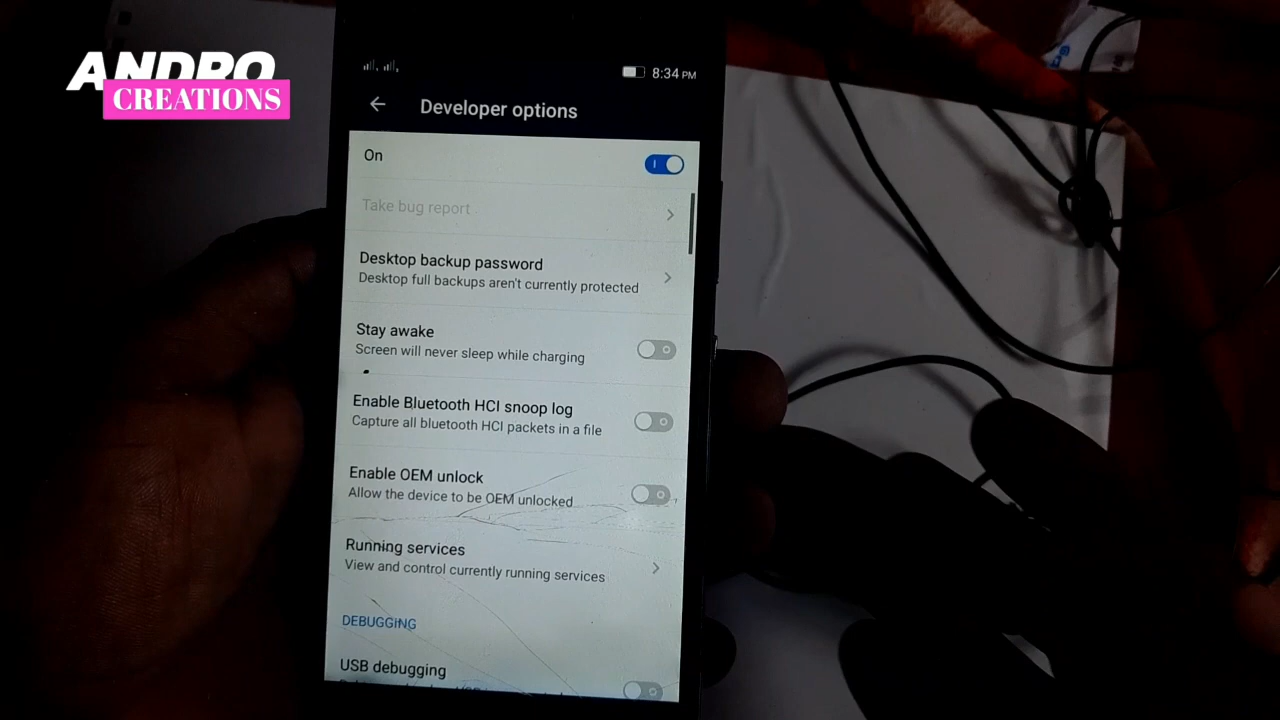 ANDRO
CREATIONS
8:34 PM
Developer options
On
Take bug report
Desktop backup password
Desktop full backups aren't currently protected
Stay awake
Screen will never sleep while charging
Enable Bluetooth HCI snoop log
Capture all bluetooth HCI packets in a file
Enable OEM unlock
Allow the device to be OEM unlocked
Running services
View and control currently running services
DEBUGGING
USB debugging